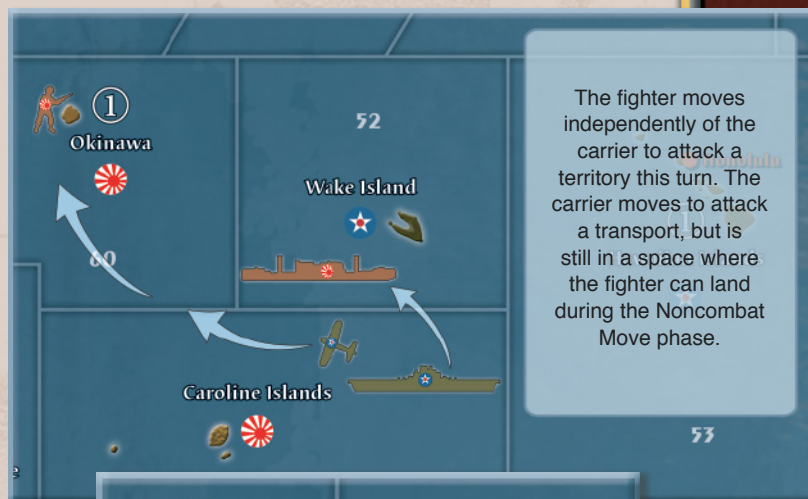 Okinawa
1
52
Wake Island
60
Caroline Islands
53
The fighter moves
independently of the
carrier to attack a
territory this turn. The
carrier moves to attack
a transport, but is
still in a space where
the fighter can land
during the Noncombat
Move phase.